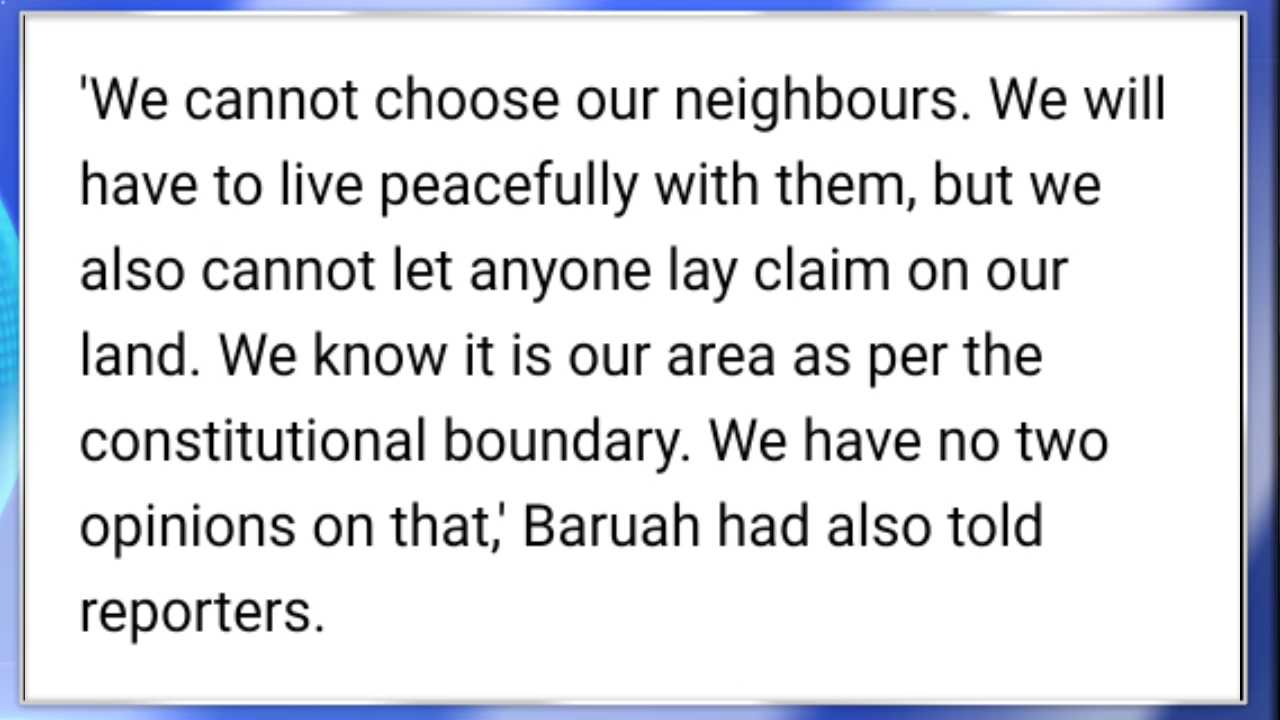 'We cannot choose our neighbours. We will
have to live peacefully with them, but we
also cannot let anyone lay claim on our
land. We know it is our area as per the
constitutional boundary. We have no two
opinions on that,' Baruah had also told
reporters.